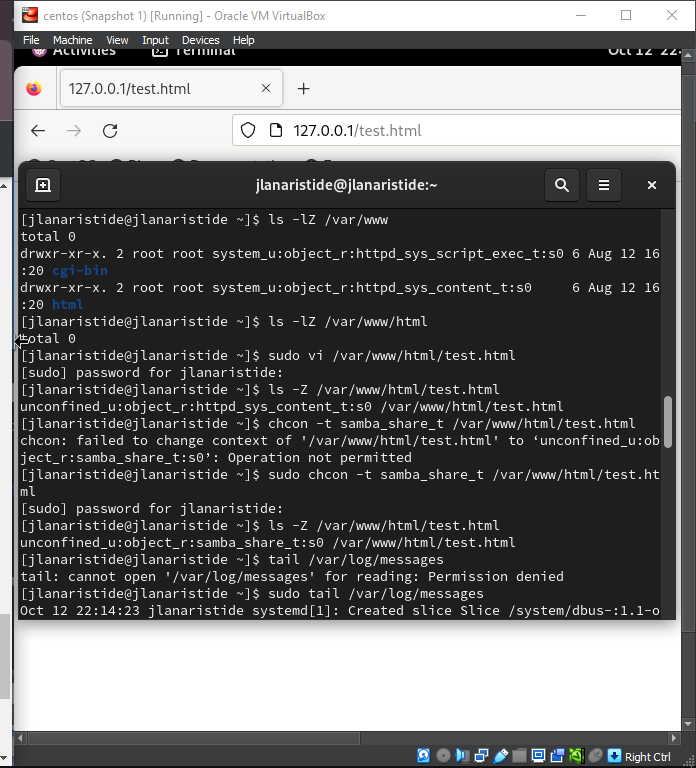 centos (Snapshot 1) [Running] - Oracle VM VirtualBox
File Machine View Input Devices Help
Activities Terminal Oct 12 22:
127.0.0.1/test.html
127.0.0.1/test.html
jlanaristide@jlanaristide:~
[jlanaristide@jlanaristide ~]$ ls -lZ /var/www
total 0
drwxr-xr-x. 2 root root system_u:object_r:httpd_sys_script_exec_t:s0 6 Aug 12 16
:20 cgi-bin
drwxr-xr-x. 2 root root system_u:object_r:httpd_sys_content_t:s0 6 Aug 12 16
:20 html
[jlanaristide@jlanaristide ~]$ ls -lZ /var/www/html
total 0
[jlanaristide@jlanaristide ~]$ sudo vi /var/www/html/test.html
[sudo] password for jlanaristide:
[jlanaristide@jlanaristide ~]$ ls -Z /var/www/html/test.html
unconfined_u:object_r:httpd_sys_content_t:s0 /var/www/html/test.html
[jlanaristide@jlanaristide ~]$ chcon -t samba_share_t /var/www/html/test.html
chcon: failed to change context of '/var/www/html/test.html' to ‘unconfined_u:ob
ject_r:samba_share_t:s0’: Operation not permitted
[jlanaristide@jlanaristide ~]$ sudo chcon -t samba_share_t /var/www/html/test.ht
ml
[sudo] password for jlanaristide:
[jlanaristide@jlanaristide ~]$ ls -Z /var/www/html/test.html
unconfined_u:object_r:samba_share_t:s0 /var/www/html/test.html
[jlanaristide@jlanaristide ~]$ tail /var/log/messages
tail: cannot open '/var/log/messages' for reading: Permission denied
[jlanaristide@jlanaristide ~]$ sudo tail /var/log/messages
Oct 12 22:14:23 jlanaristide systemd[1]: Created slice Slice /system/dbus-:1.1-o
Right Ctrl